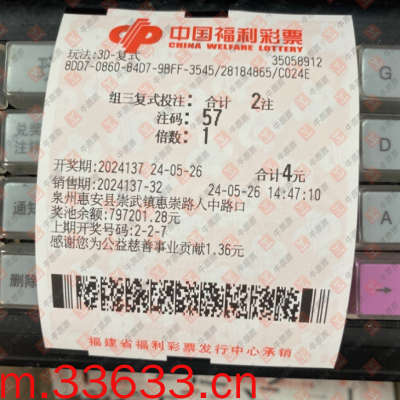 中国福利彩票
CHINA WELFARE LOTTERY
玩法:3D-复式
35058912
8DD7-0860-84D7-9BFF-3545/28184865/C024E
组三复式投注: 合计 2注
注码: 57
倍数: 1
开奖期:2024137 24-05-26 合计4元
销售期:2024137-32 24-05-26 14:47:10
泉州惠安县崇武镇惠崇路人中路口
奖池余额:797201.28元
上期开奖号码:2-2-7
感谢您为公益慈善事业贡献1.36元
福建省福利彩票发行中心承销
通知
删除
m.33633.cn